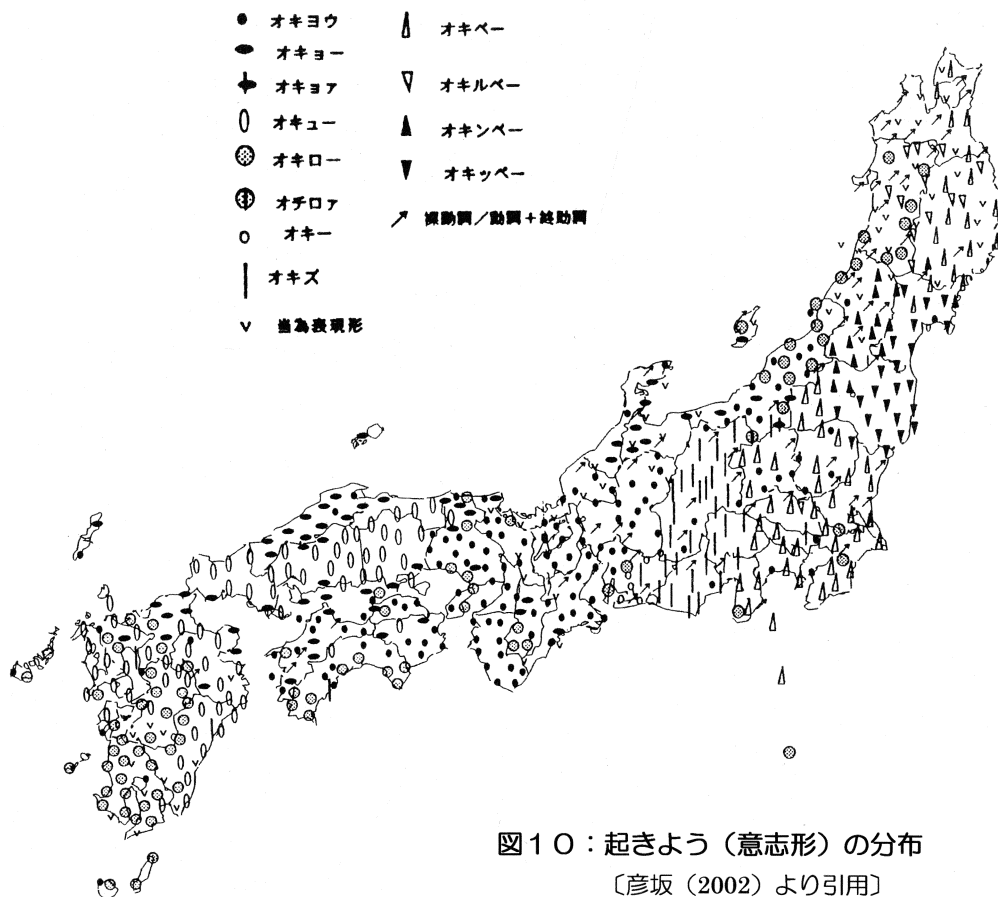 オキヨウ
オキョー
オキョァ
オキュー
オキロー
オチロァ
オキー
オキズ
当為表現形
オキベー
オキルベー
オキンベー
オキッペー
裸動詞／動詞＋終助詞
図１０：起きよう（意志形）の分布
〔彦坂（2002）より引用〕